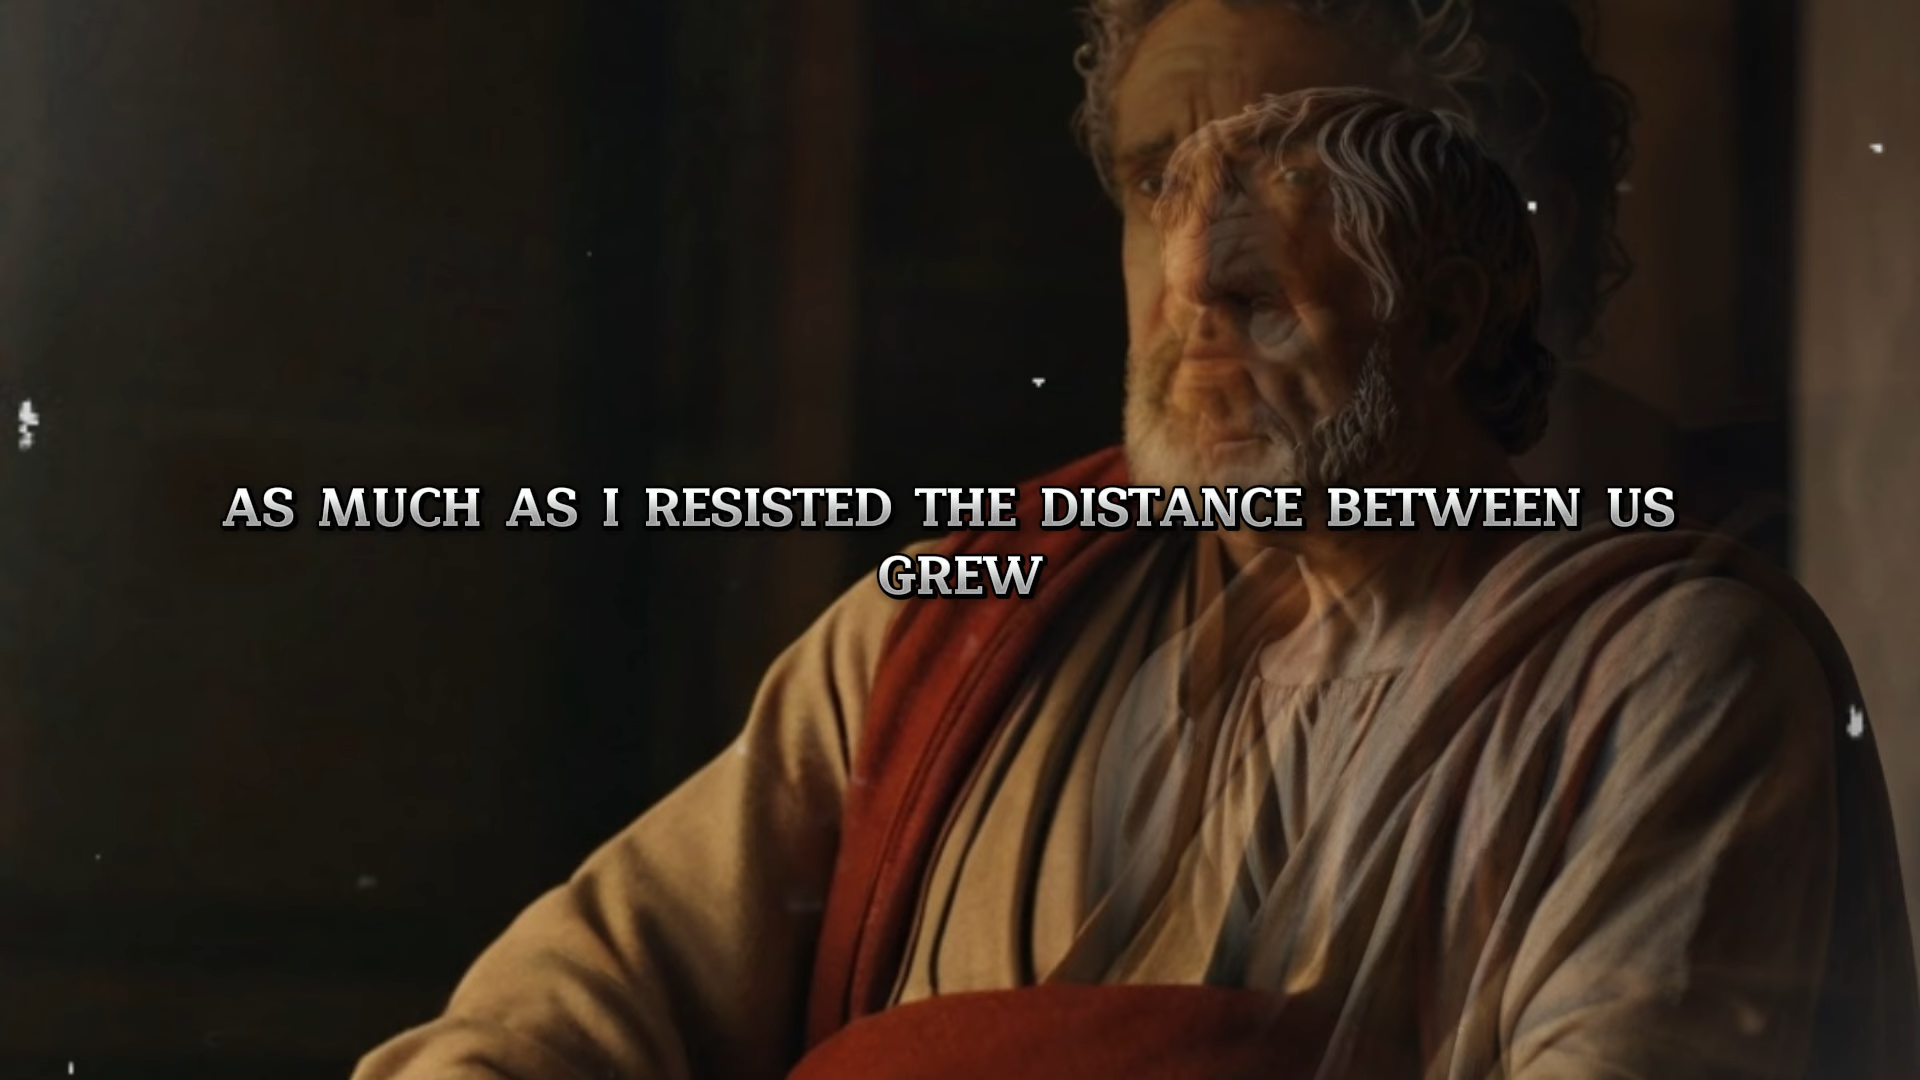 AS MUCH AS I RESISTED THE DISTANCE BETWEEN US
GREW